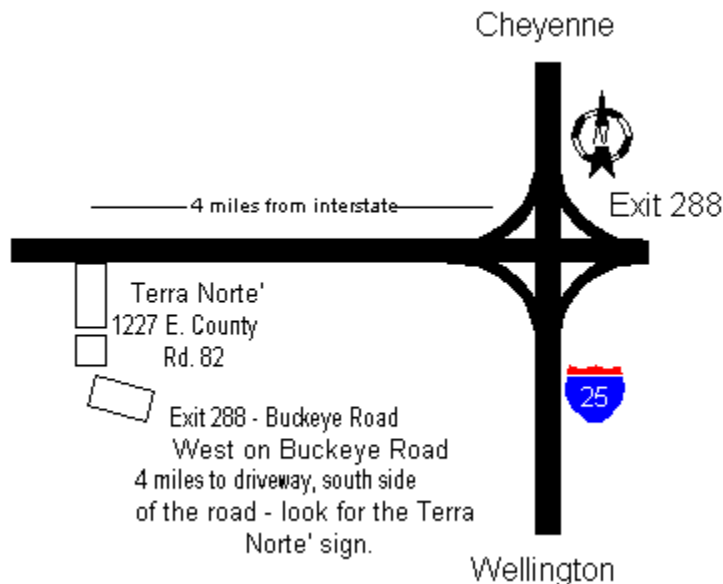 Cheyenne
N
Exit 288
4 miles from interstate
Terra Norte'
1227 E. County
Rd. 82
25
Exit 288 - Buckeye Road
West on Buckeye Road
4 miles to driveway, south side
of the road - look for the Terra
Norte' sign.
Wellington